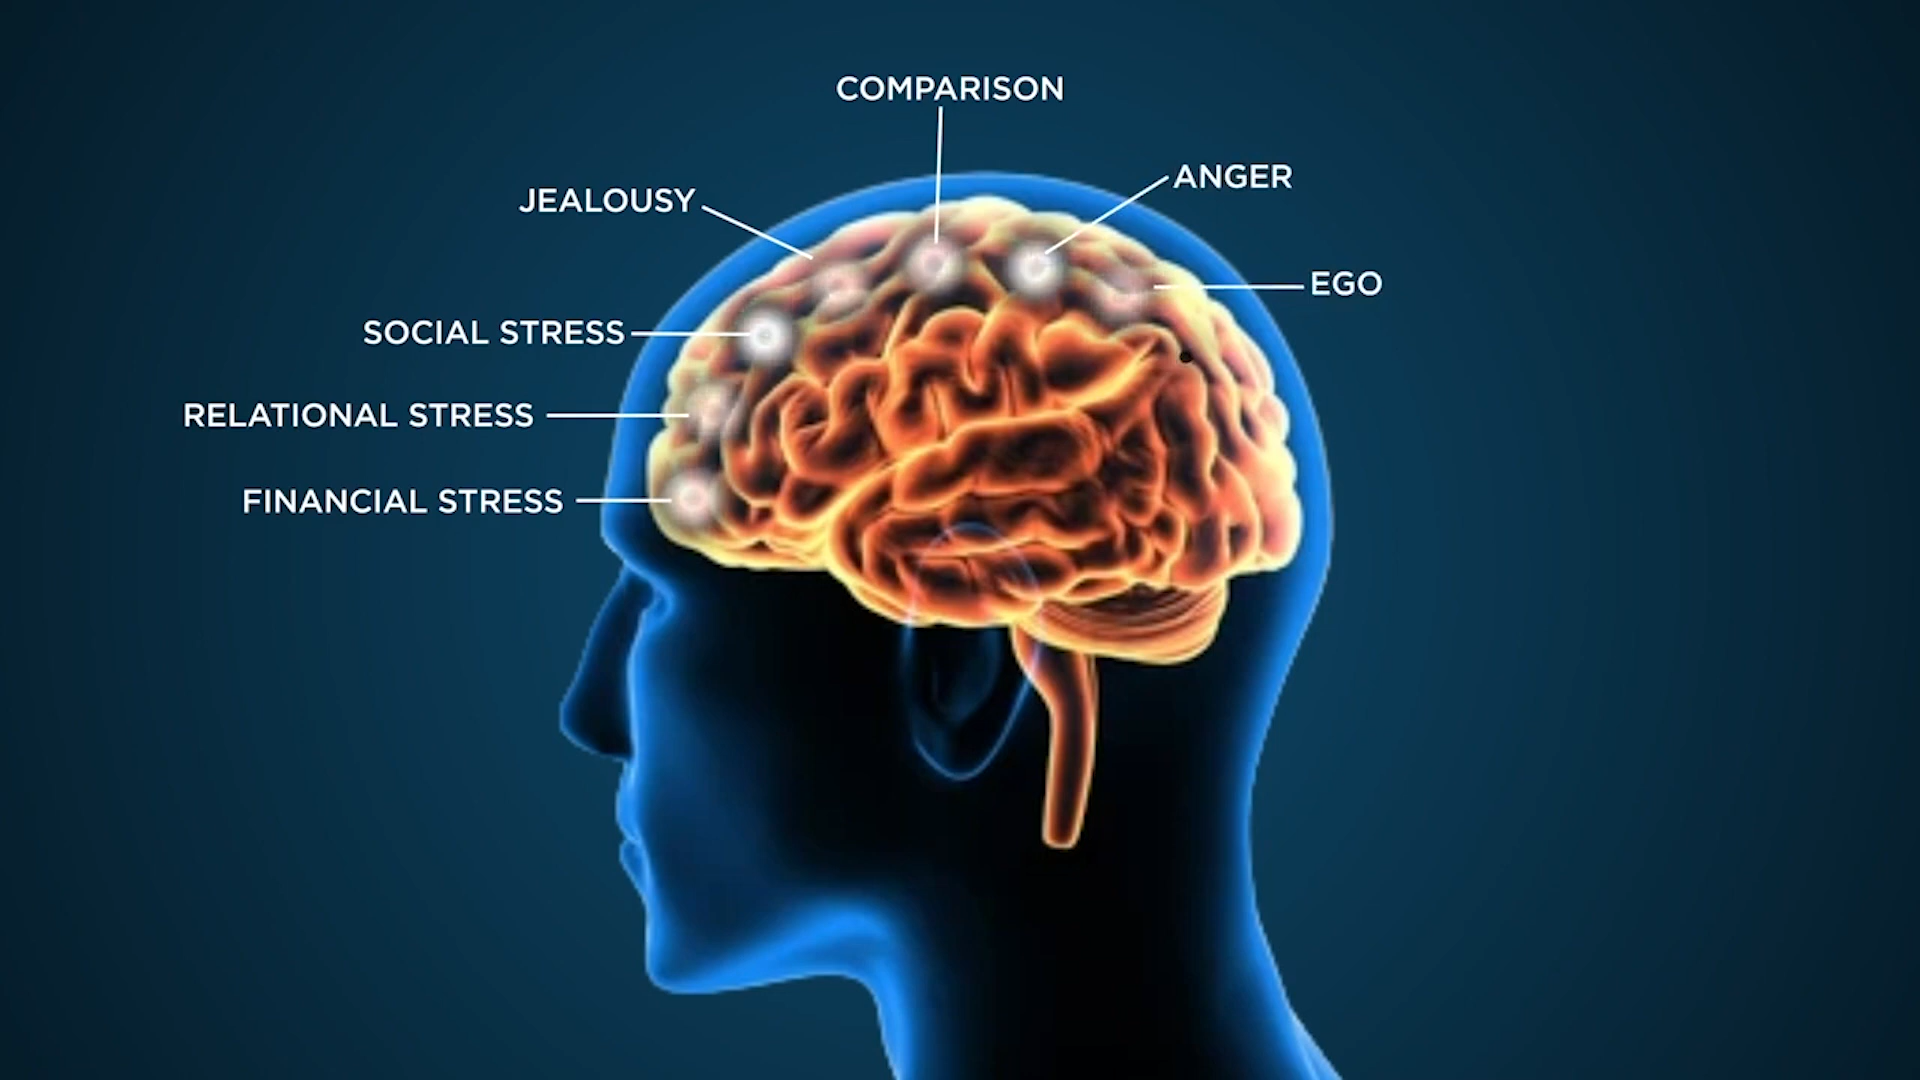 COMPARISON
ANGER
JEALOUSY
EGO
SOCIAL STRESS
RELATIONAL STRESS
FINANCIAL STRESS